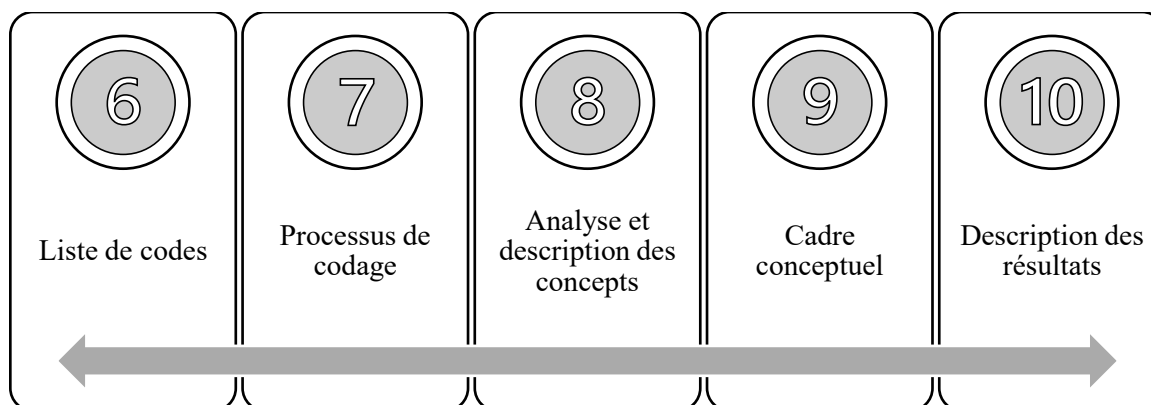 6
Liste de codes
7
Processus de
codage
8
Analyse et
description des
concepts
9
Cadre
conceptuel
10
Description des
résultats